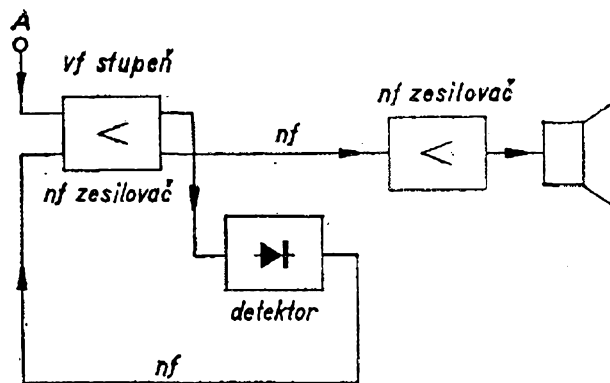 A
vf stupeň
nf zesilovač
nf
nf zesilovač
detektor
nf